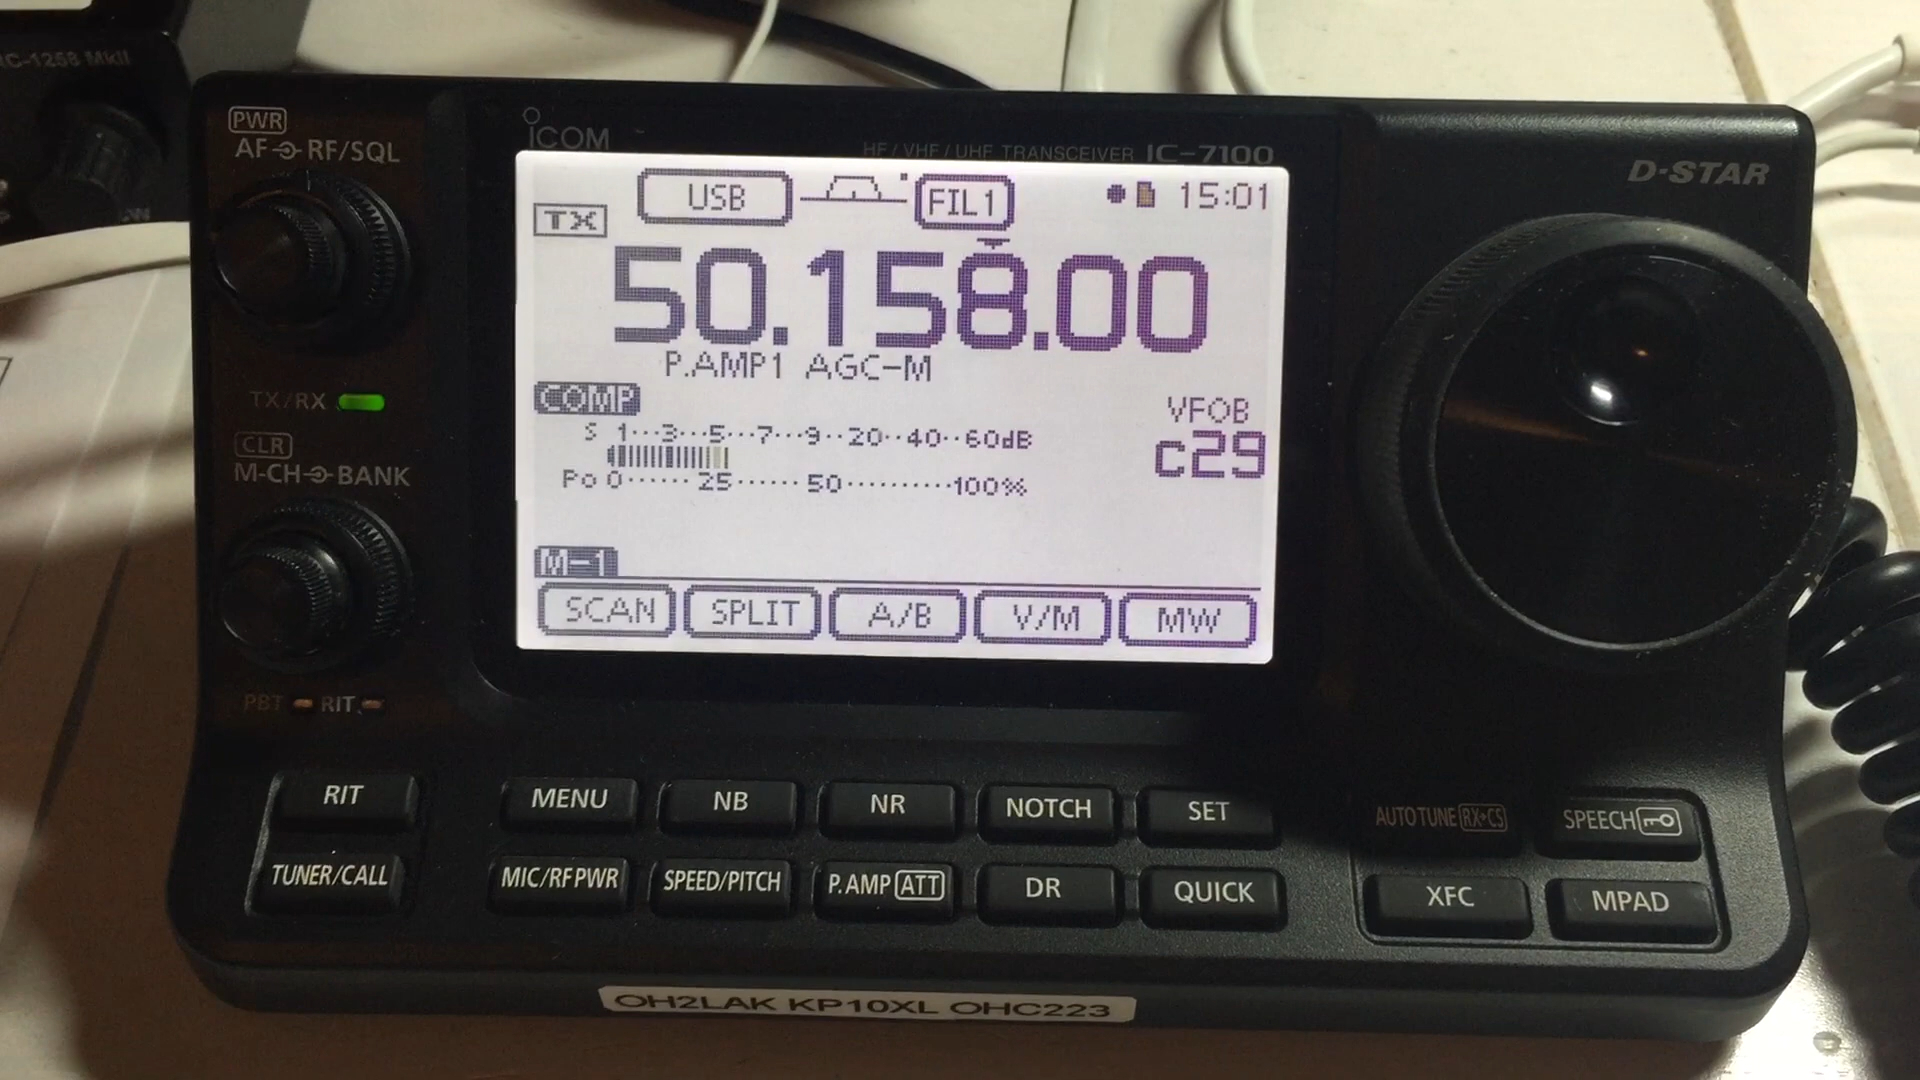 C-1258 MkII
PWR
AF RF/SQL
TX/RX
CLR
M-CH BANK
PBT RIT
ICOM
HF/VHF/UHF TRANSCEIVER IC-7100
D-STAR
USB FIL1 15:01
TX
50.158.00
P.AMP1 AGC-M
COMP
VFOB
S 1···3···5···7···9··20··40··60dB
c29
Po 0······25······50··········100%
M-1
SCAN SPLIT A/B V/M MW
RIT MENU NB NR NOTCH SET AUTOTUNE RX>CS SPEECH
TUNER/CALL MIC/RF PWR SPEED/PITCH P.AMP ATT DR QUICK XFC MPAD
OH2LAK KP10XL OHC223